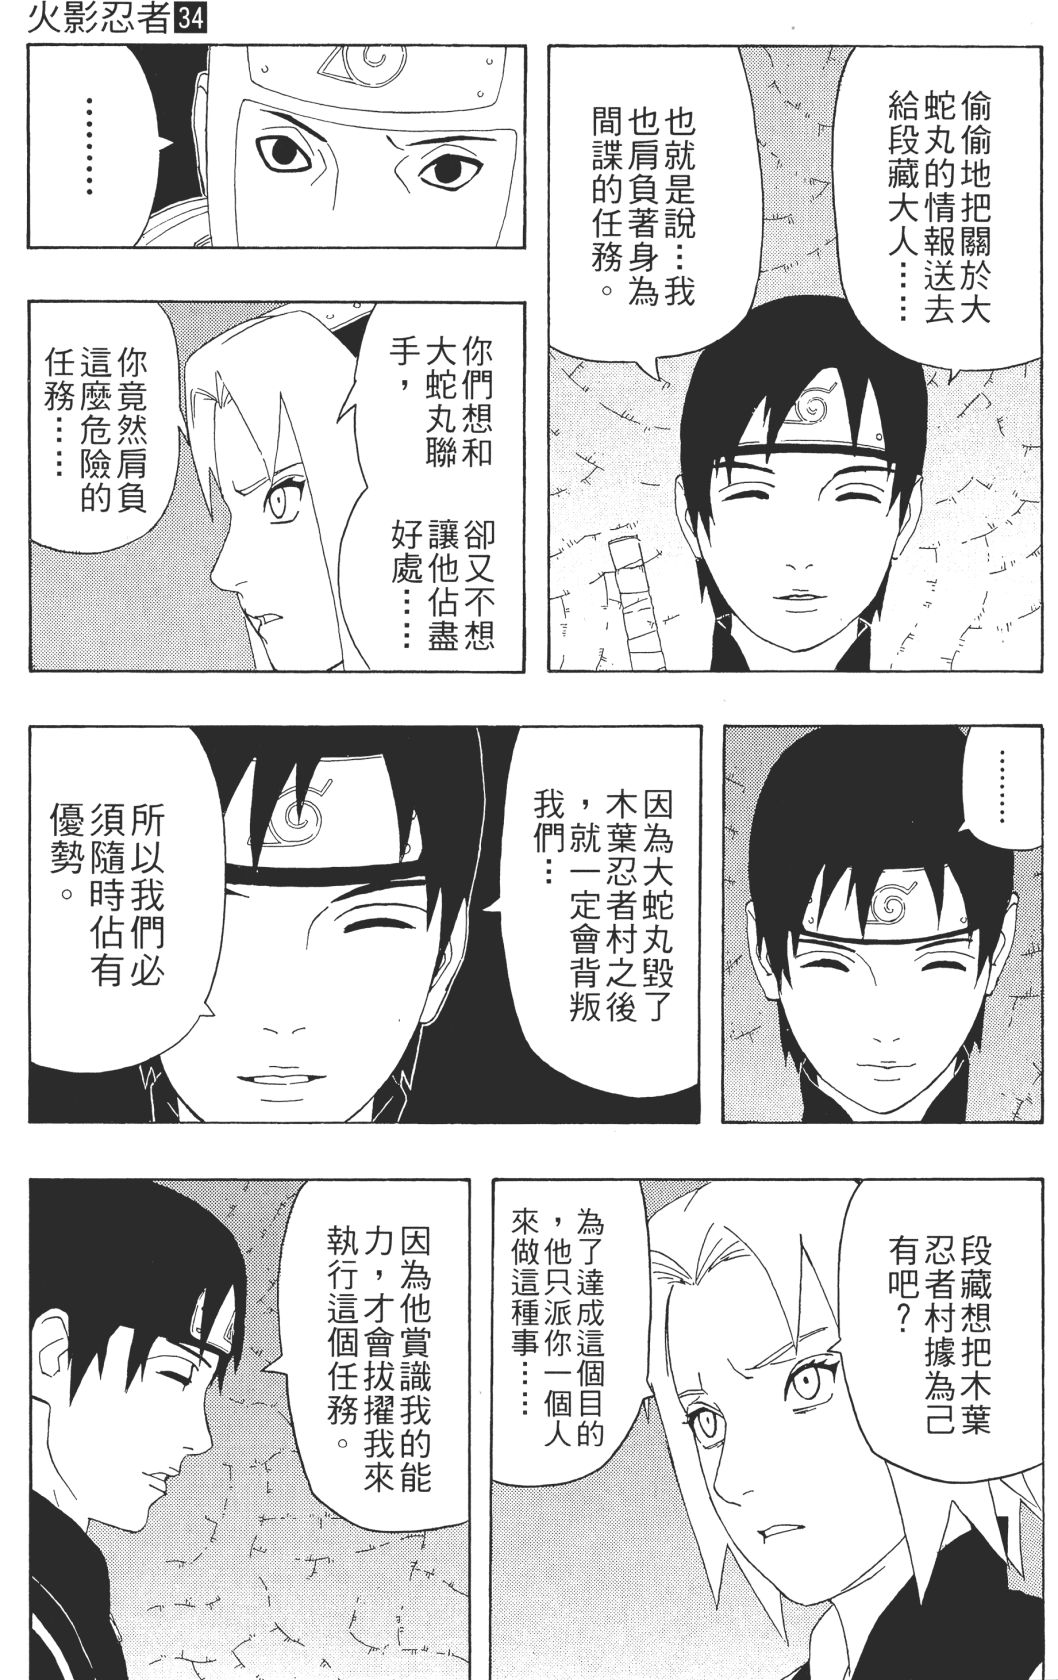 火影忍者34
偷偷地把關於大
蛇丸的情報送去
給段藏大人……
也就是說…我
也肩負著身為
間諜的任務。
………
你們想和
大蛇丸聯
手，
卻又不想
讓他佔盡
好處……
你竟然肩負
這麼危險的
任務……
………
因為大蛇丸毀了
木葉忍者村之後
，就一定會背叛
我們…
所以我們必
須隨時佔有
優勢。
段藏想把木葉
忍者村據為己
有吧？
為了達成這個目的
，他只派你一個人
來做這種事……
因為他賞識我的能
力，才會拔擢我來
執行這個任務。